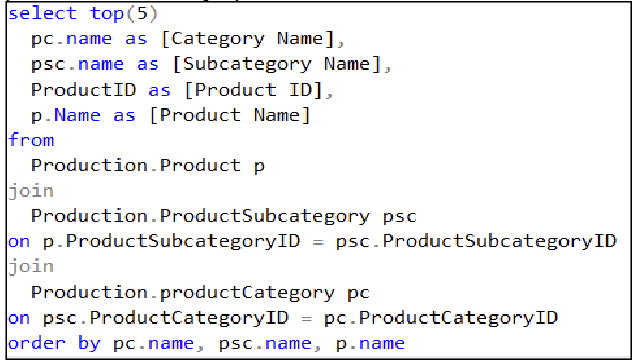 select top(5)
pc.name as [Category Name],
psc.name as [Subcategory Name],
ProductID as [Product ID],
p.Name as [Product Name]
from
Production.Product p
join
Production.ProductSubcategory psc
on p.ProductSubcategoryID = psc.ProductSubcategoryID
join
Production.productCategory pc
on psc.ProductCategoryID = pc.ProductCategoryID
order by pc.name, psc.name, p.name